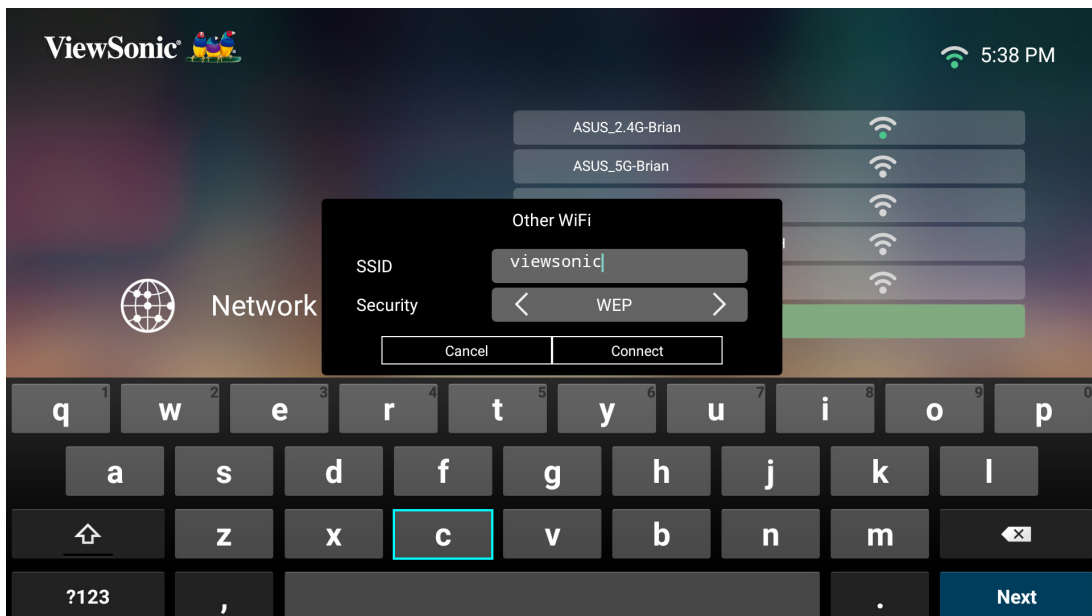 ViewSonic®
5:38 PM
ASUS_2.4G-Brian
ASUS_5G-Brian
Other WiFi
SSID viewsonic
Network
Security WEP
Cancel Connect
q 1 w 2 e 3 r 4 t 5 y 6 u 7 i 8 o 9 p 0
a s d f g h j k l
z x c v b n m
?123 , . Next